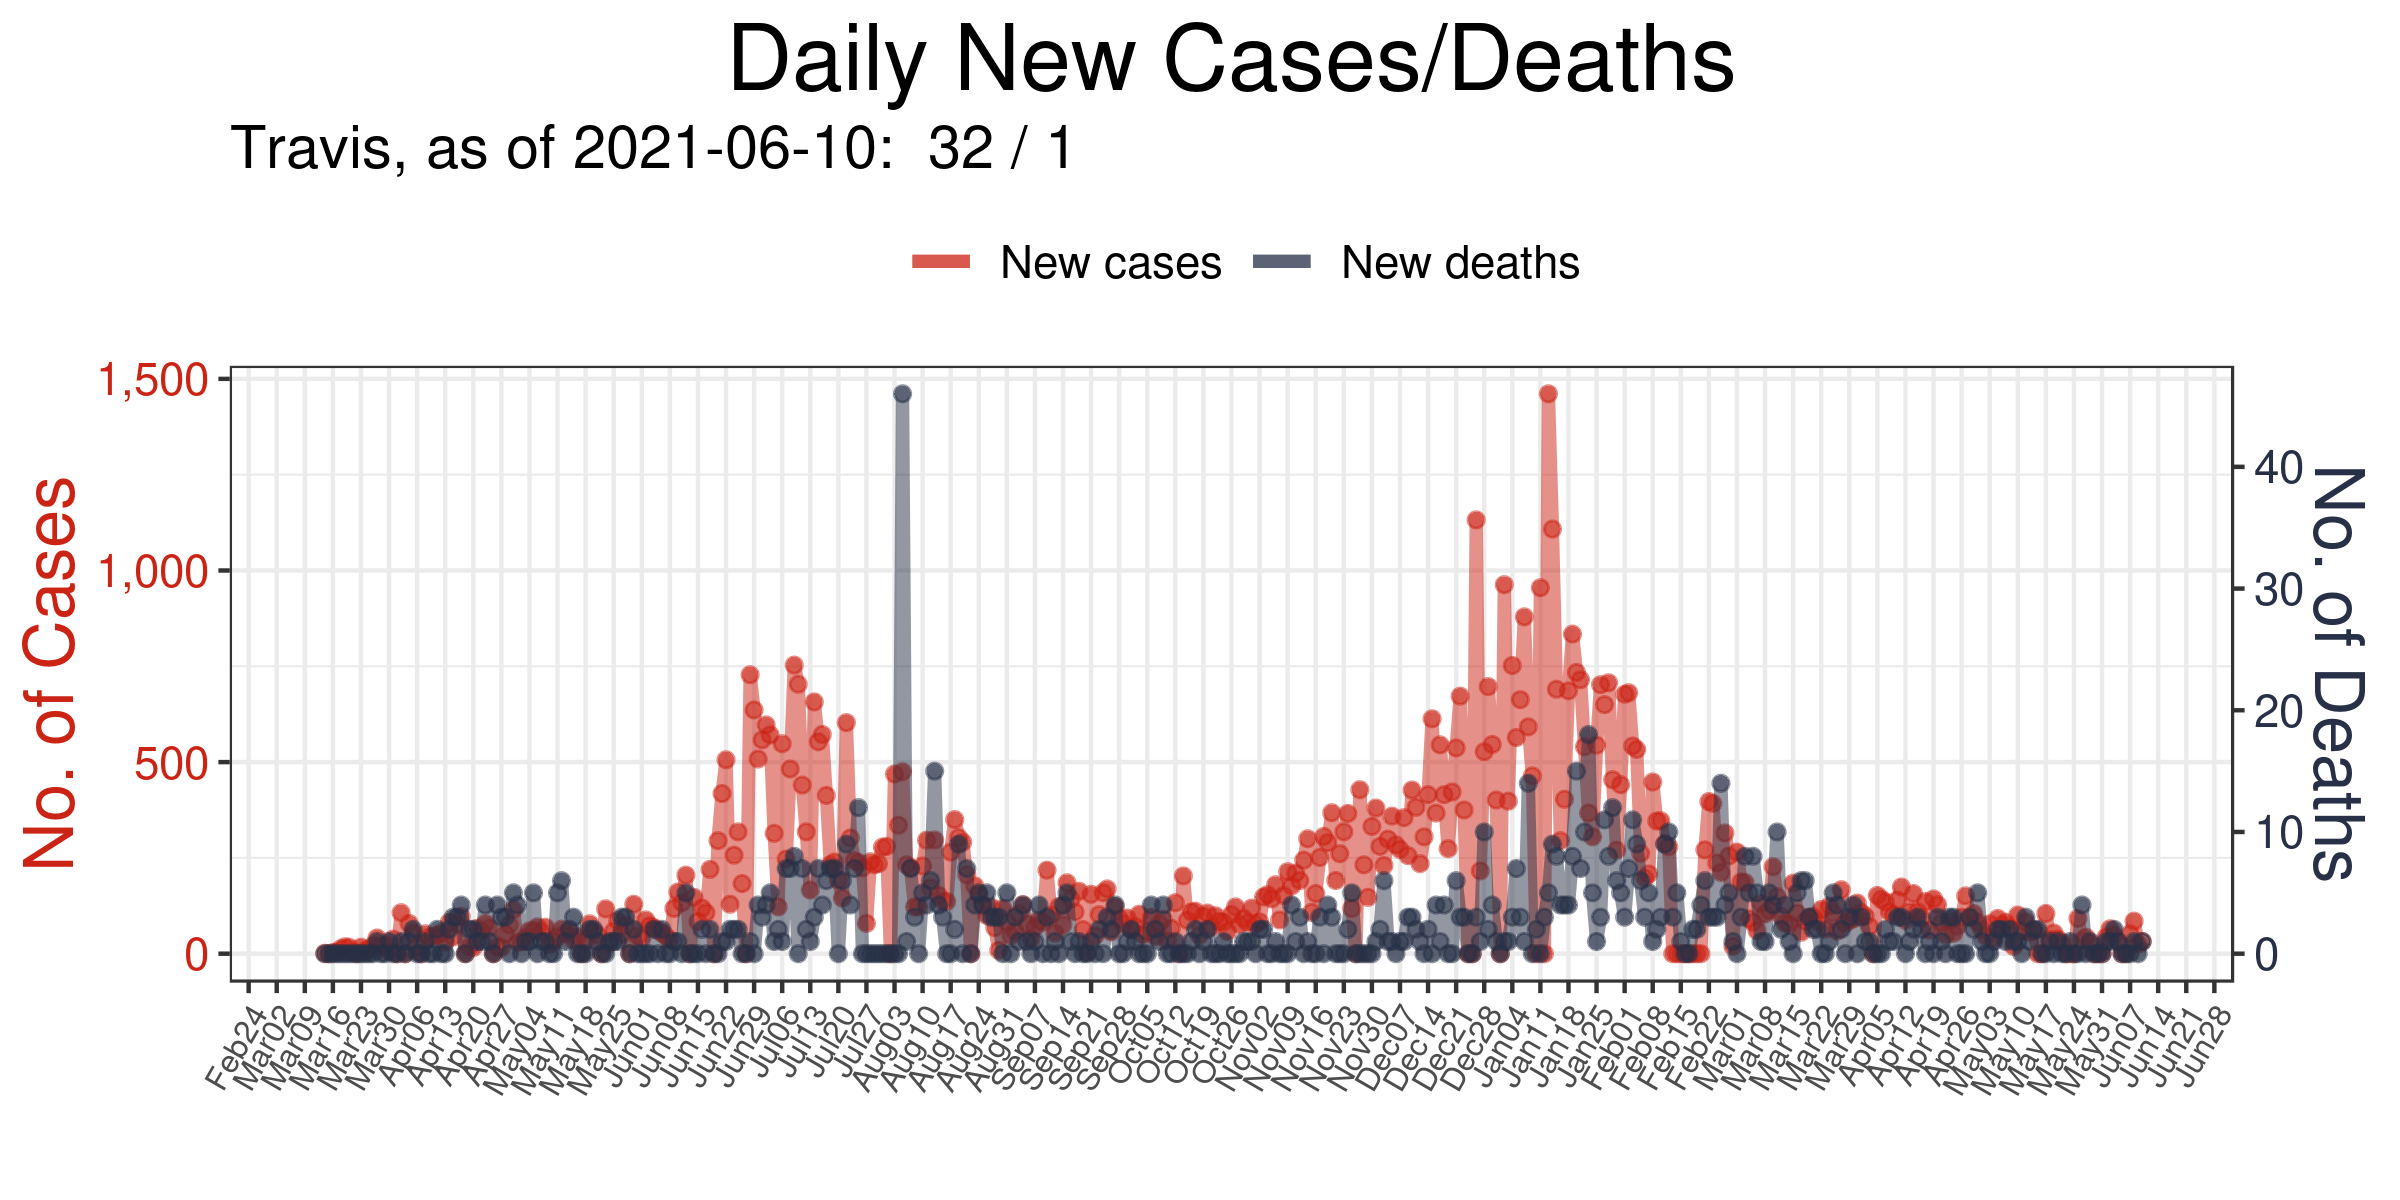 Daily New Cases/Deaths
Travis, as of 2021-06-10:  32 / 1
New cases New deaths
No. of Cases
1,500
1,000
500
0
No. of Deaths
40
30
20
10
0
Feb24 Mar02 Mar09 Mar16 Mar23 Mar30 Apr06 Apr13 Apr20 Apr27 May04 May11 May18 May25 Jun01 Jun08 Jun15 Jun22 Jun29 Jul06 Jul13 Jul20 Jul27 Aug03 Aug10 Aug17 Aug24 Aug31 Sep07 Sep14 Sep21 Sep28 Oct05 Oct12 Oct19 Oct26 Nov02 Nov09 Nov16 Nov23 Nov30 Dec07 Dec14 Dec21 Dec28 Jan04 Jan11 Jan18 Jan25 Feb01 Feb08 Feb15 Feb22 Mar01 Mar08 Mar15 Mar22 Mar29 Apr05 Apr12 Apr19 Apr26 May03 May10 May17 May24 May31 Jun07 Jun14 Jun21 Jun28